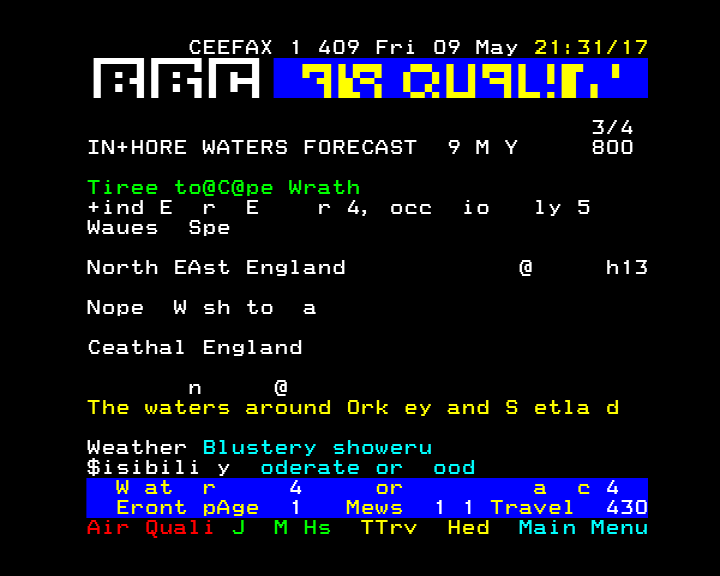 CEEFAX 1 409 Fri 09 May 21:31/17
BBC AIR QUALITY
3/4
IN+HORE WATERS FORECAST 9 M Y 800
Tiree to@C@pe Wrath
+ind E r E r 4, occ io ly 5
Waues Spe
North EAst England @ h13
Nope W sh to a
Ceathal England
n @
The waters around Ork ey and S etla d
Weather Blustery showeru
$isibili y oderate or ood
W at r 4 or a c 4
Eront pAge 1 Mews 1 1 Travel 430
Air Quali J M Hs TTrv Hed Main Menu